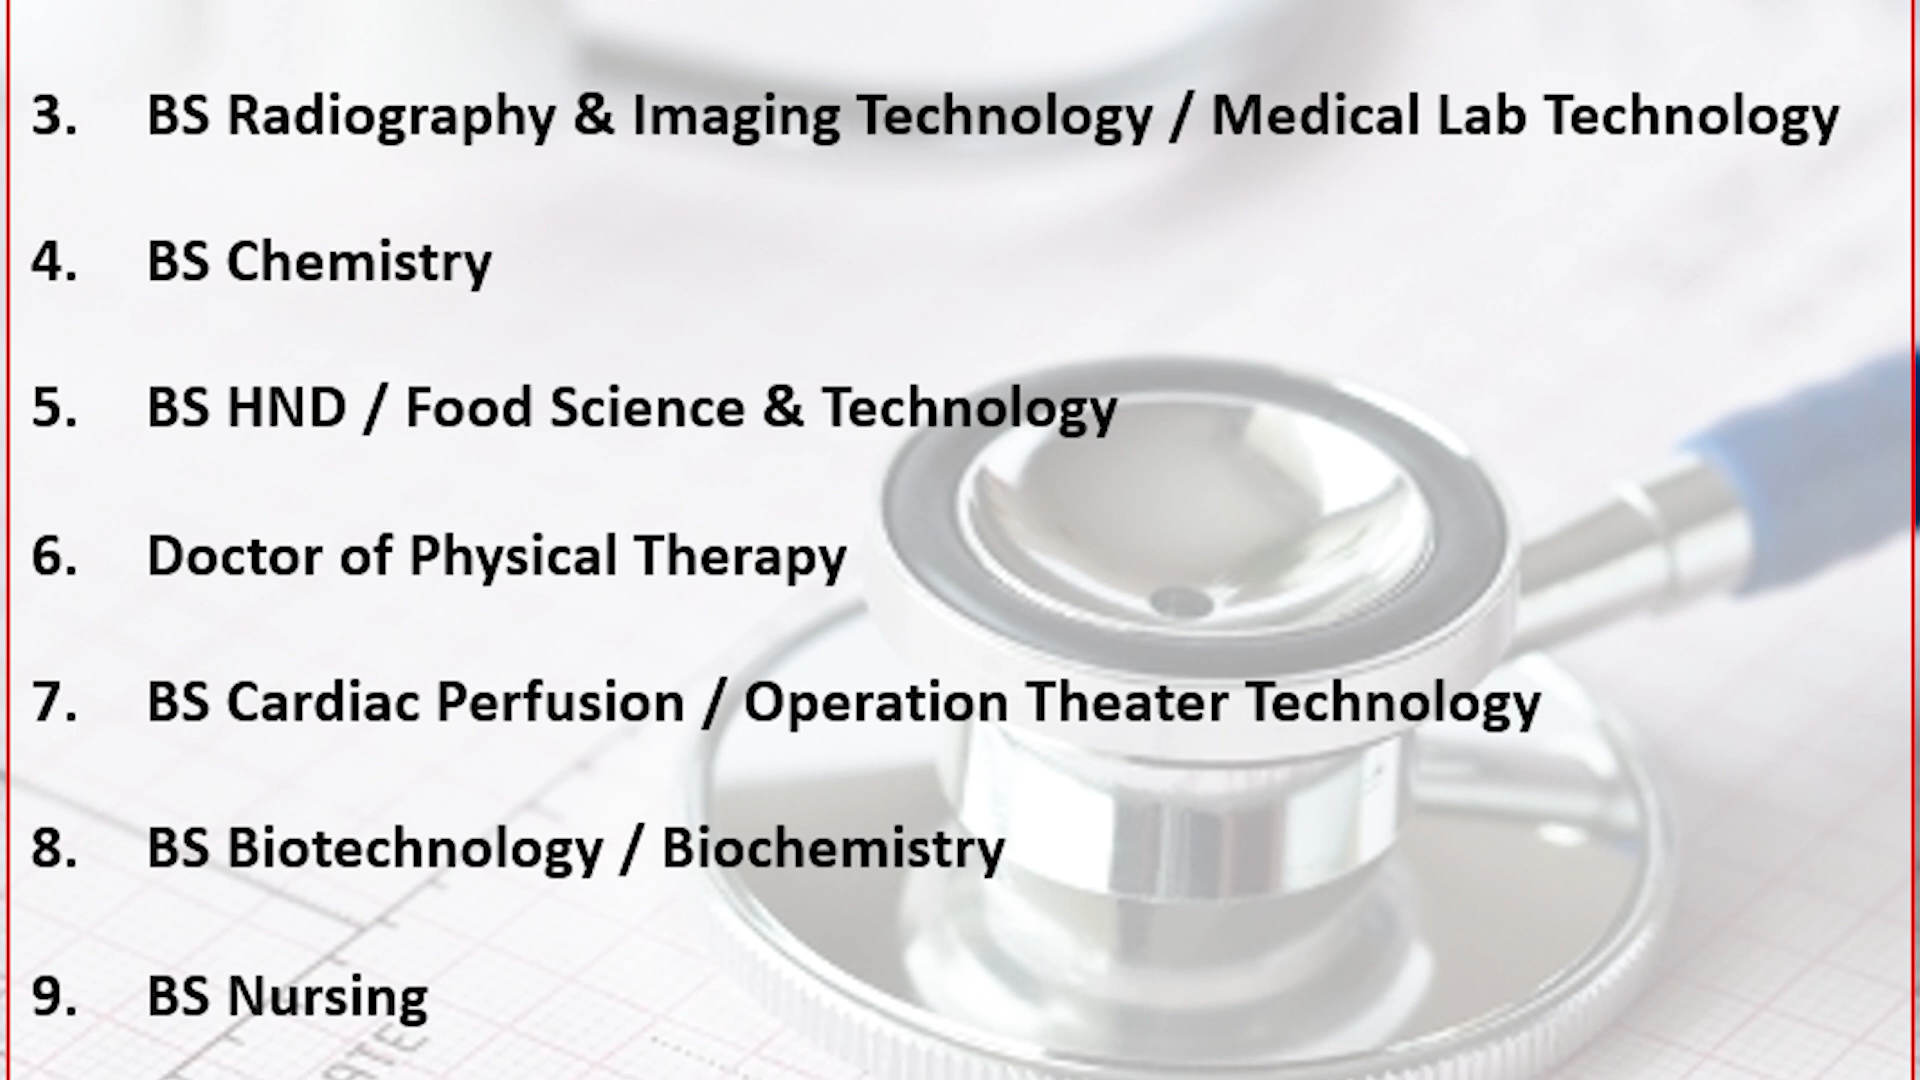 3. BS Radiography & Imaging Technology / Medical Lab Technology
4. BS Chemistry
5. BS HND / Food Science & Technology
6. Doctor of Physical Therapy
7. BS Cardiac Perfusion / Operation Theater Technology
8. BS Biotechnology / Biochemistry
9. BS Nursing